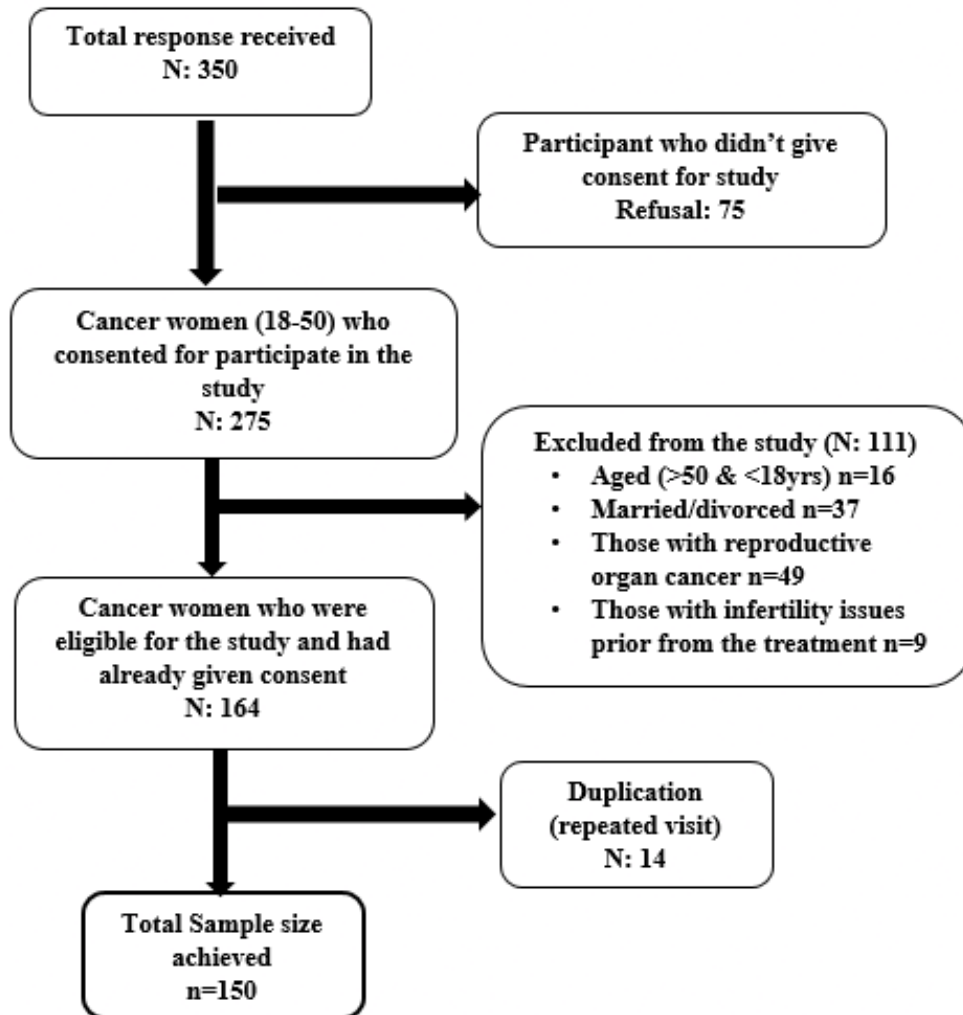 Total response received
N: 350
Participant who didn't give
consent for study
Refusal: 75
Cancer women (18-50) who
consented for participate in the
study
N: 275
Excluded from the study (N: 111)
• Aged (>50 & <18yrs) n=16
• Married/divorced n=37
• Those with reproductive
organ cancer n=49
• Those with infertility issues
prior from the treatment n=9
Cancer women who were
eligible for the study and had
already given consent
N: 164
Duplication
(repeated visit)
N: 14
Total Sample size
achieved
n=150